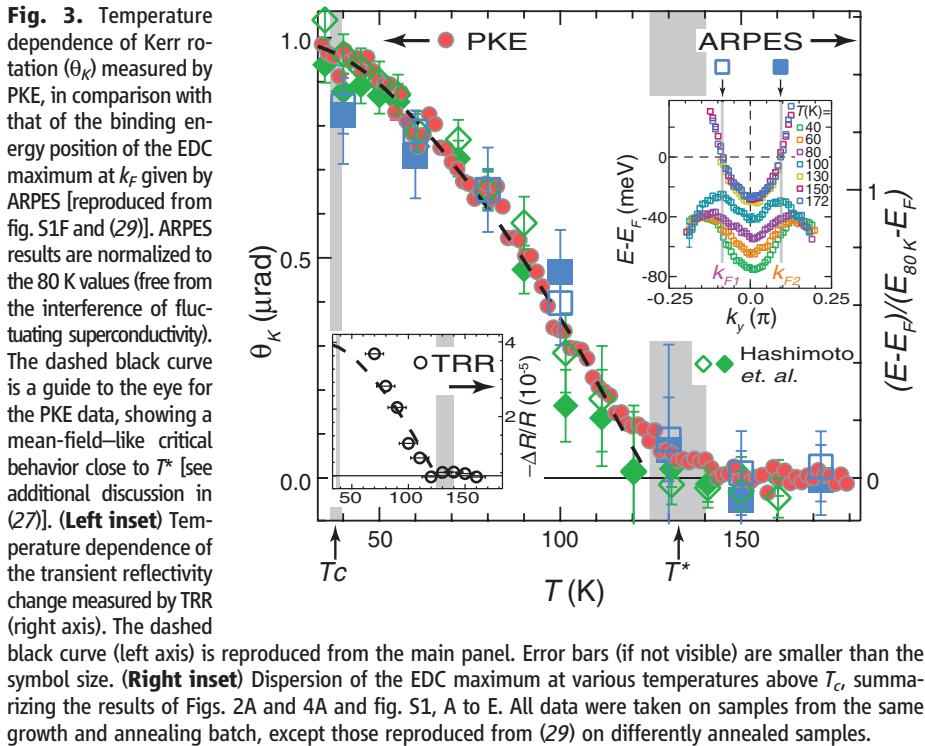 Fig. 3. Temperature
dependence of Kerr ro-
tation (θK) measured by
PKE, in comparison with
that of the binding en-
ergy position of the EDC
maximum at kF given by
ARPES [reproduced from
fig. S1F and (29)]. ARPES
results are normalized to
the 80 K values (free from
the interference of fluc-
tuating superconductivity).
The dashed black curve
is a guide to the eye for
the PKE data, showing a
mean-field–like critical
behavior close to T* [see
additional discussion in
(27)]. (Left inset) Tem-
perature dependence of
the transient reflectivity
change measured by TRR
(right axis). The dashed
black curve (left axis) is reproduced from the main panel. Error bars (if not visible) are smaller than the
symbol size. (Right inset) Dispersion of the EDC maximum at various temperatures above Tc, summa-
rizing the results of Figs. 2A and 4A and fig. S1, A to E. All data were taken on samples from the same
growth and annealing batch, except those reproduced from (29) on differently annealed samples.
PKE
ARPES
1.0
0.5
0.0
θK (μrad)
50
100
150
Tc
T*
T (K)
1
0
(E-EF)/(E80 K-EF)
Hashimoto
et. al.
TRR
4
2
0
-ΔR/R (10-5)
50
100
150
T(K)=
40
60
80
100
130
150
172
0
-40
-80
E-EF (meV)
kF1
kF2
-0.25
0.0
0.25
ky (π)